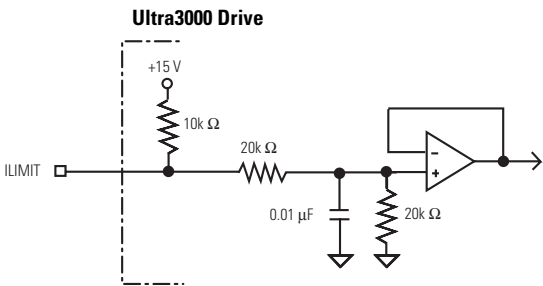 Ultra3000 Drive
+15 V
10k Ω
20k Ω
ILIMIT
0.01 µF
20k Ω
-
+